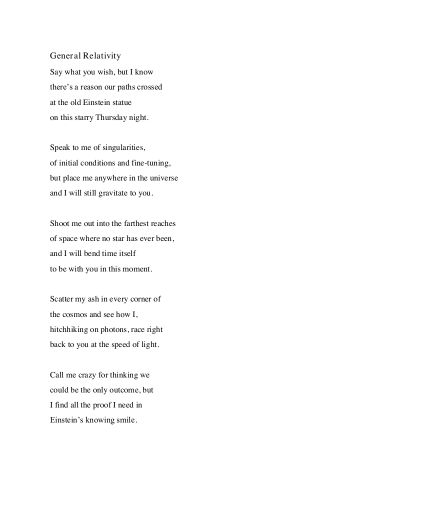 General Relativity
Say what you wish, but I know
there’s a reason our paths crossed
at the old Einstein statue
on this starry Thursday night.
Speak to me of singularities,
of initial conditions and fine-tuning,
but place me anywhere in the universe
and I will still gravitate to you.
Shoot me out into the farthest reaches
of space where no star has ever been,
and I will bend time itself
to be with you in this moment.
Scatter my ash in every corner of
the cosmos and see how I,
hitchhiking on photons, race right
back to you at the speed of light.
Call me crazy for thinking we
could be the only outcome, but
I find all the proof I need in
Einstein’s knowing smile.